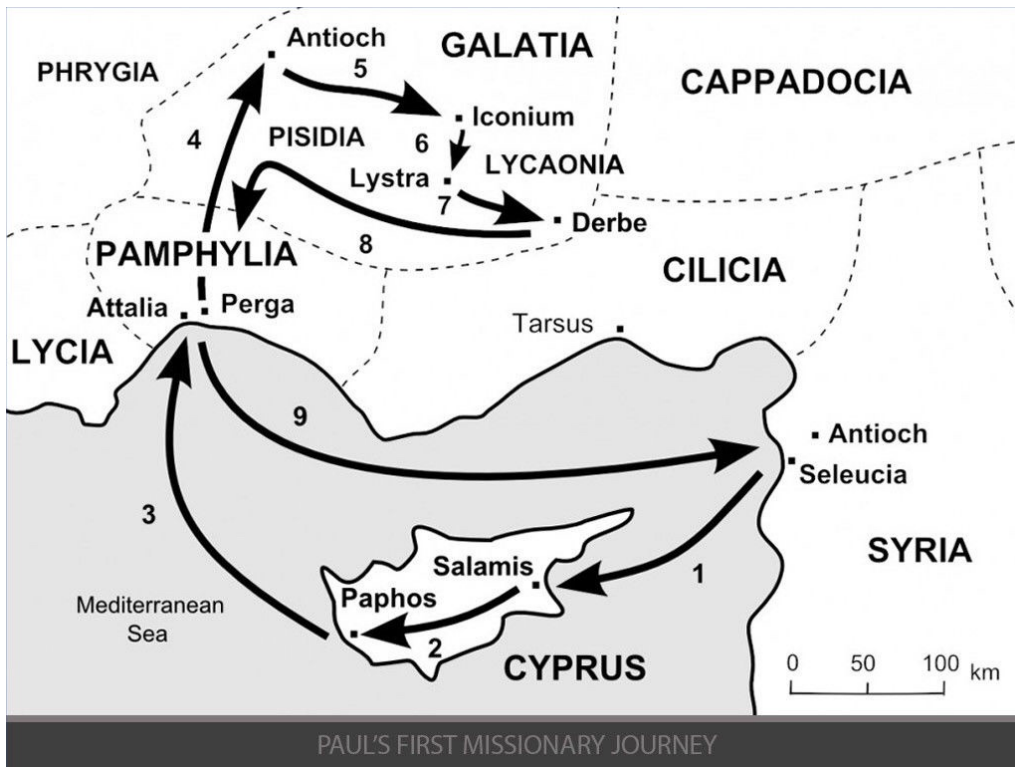 Antioch
GALATIA
PHRYGIA
5
CAPPADOCIA
Iconium
4
PISIDIA
6
LYCAONIA
Lystra
7
Derbe
8
PAMPHYLIA
CILICIA
Attalia
Perga
Tarsus
LYCIA
9
Antioch
Seleucia
3
SYRIA
Salamis
1
Paphos
Mediterranean
Sea
2
CYPRUS
0 50 100 km
PAUL'S FIRST MISSIONARY JOURNEY